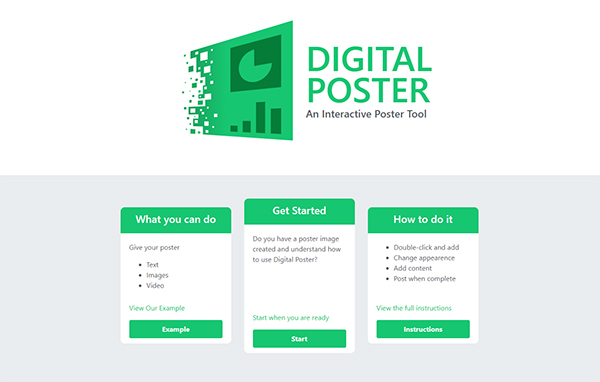 DIGITAL
POSTER
An Interactive Poster Tool
What you can do
Give your poster
Text
Images
Video
View Our Example
Example
Get Started
Do you have a poster image
created and understand how
to use Digital Poster?
Start when you are ready
Start
How to do it
Double-click and add
Change appearence
Add content
Post when complete
View the full instructions
Instructions